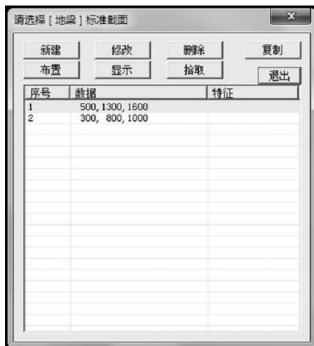 请选择 [ 地梁 ] 标准截面
新建 修改 删除 复制
布置 显示 拾取 退出
序号 数据 特征
1 500, 1300, 1600
2 300, 800, 1000